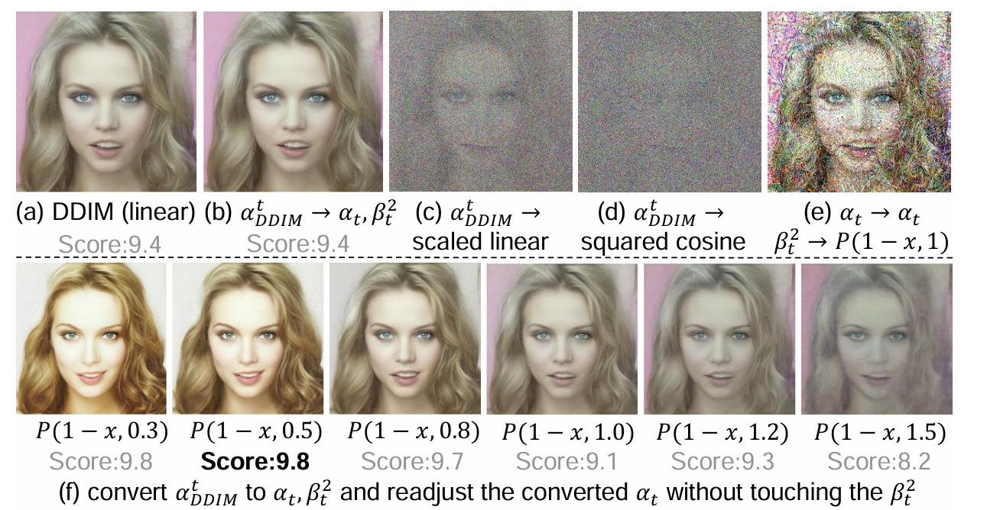 (a) DDIM (linear) (b) α^t_DDIM → α_t, β_t^2 (c) α^t_DDIM → (d) α^t_DDIM → (e) α_t → α_t
Score:9.4 Score:9.4 scaled linear squared cosine β_t^2 → P(1 − x, 1)
P(1 − x, 0.3) P(1 − x, 0.5) P(1 − x, 0.8) P(1 − x, 1.0) P(1 − x, 1.2) P(1 − x, 1.5)
Score:9.8 Score:9.8 Score:9.7 Score:9.1 Score:9.3 Score:8.2
(f) convert α^t_DDIM to α_t, β_t^2 and readjust the converted α_t without touching the β_t^2